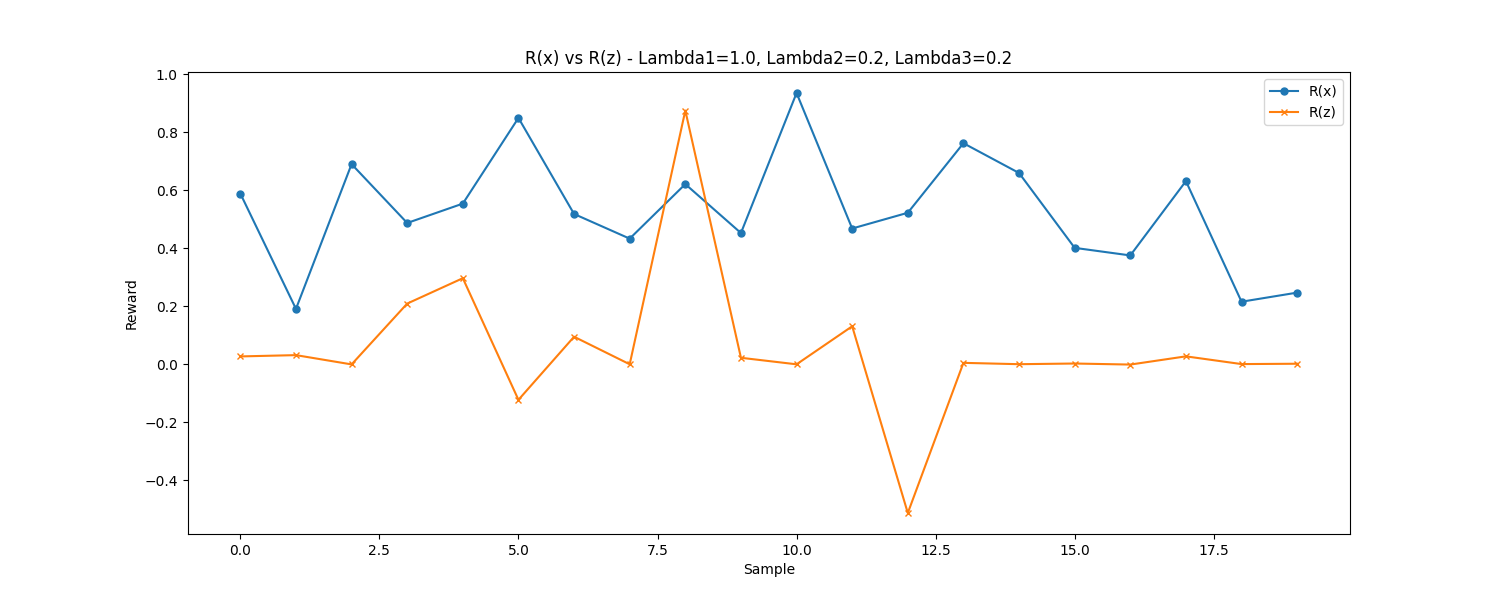 R(x) vs R(z) - Lambda1=1.0, Lambda2=0.2, Lambda3=0.2
R(x)
R(z)
Reward
1.0
0.8
0.6
0.4
0.2
0.0
−0.2
−0.4
0.0 2.5 5.0 7.5 10.0 12.5 15.0 17.5
Sample